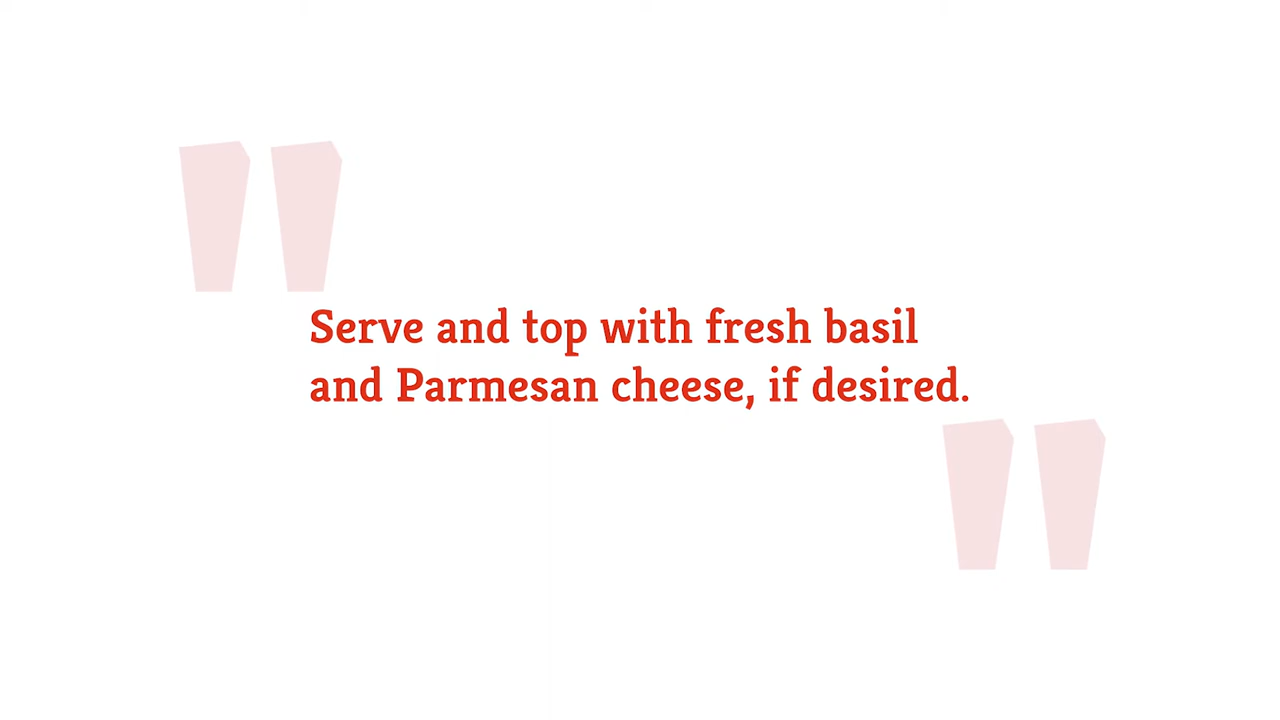 "
Serve and top with fresh basil
and Parmesan cheese, if desired.
"